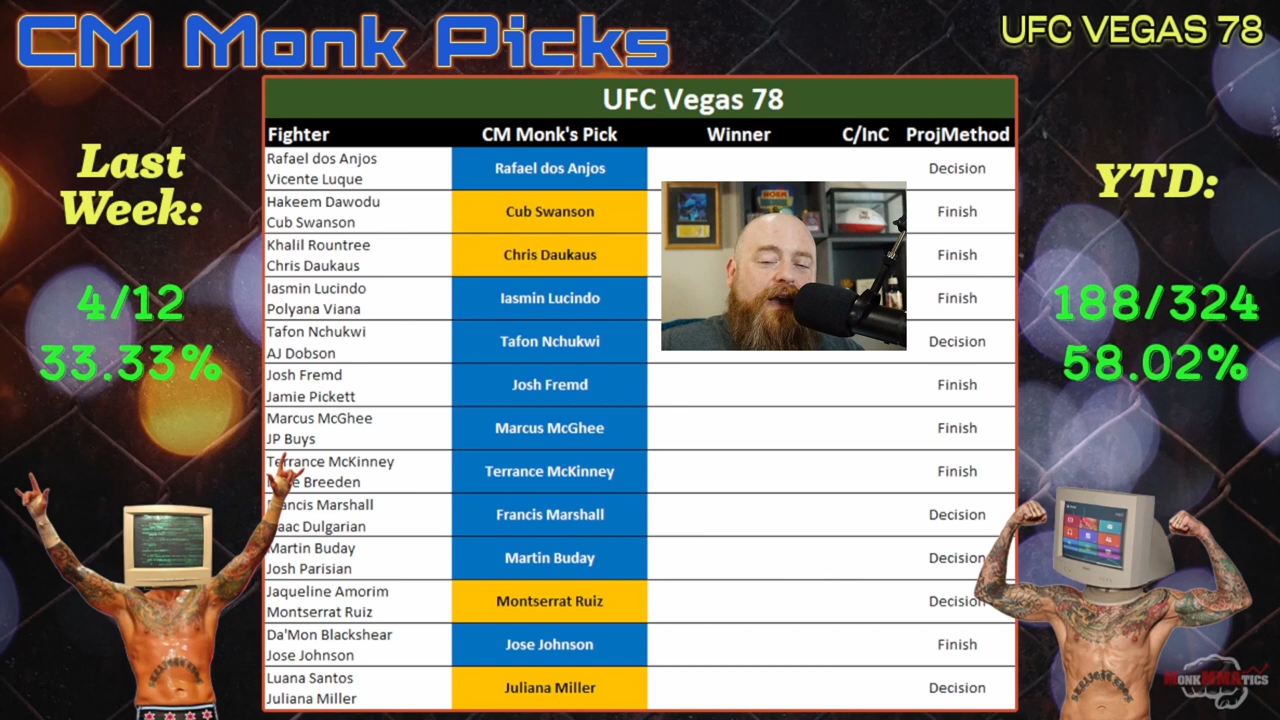 CM Monk Picks
UFC VEGAS 78
UFC Vegas 78
Fighter CM Monk's Pick Winner C/InC ProjMethod
Rafael dos Anjos
Vicente Luque
Rafael dos Anjos
Decision
Hakeem Dawodu
Cub Swanson
Cub Swanson
Finish
Khalil Rountree
Chris Daukaus
Chris Daukaus
Finish
Iasmin Lucindo
Polyana Viana
Iasmin Lucindo
Finish
Tafon Nchukwi
AJ Dobson
Tafon Nchukwi
Decision
Josh Fremd
Jamie Pickett
Josh Fremd
Finish
Marcus McGhee
JP Buys
Marcus McGhee
Finish
Terrance McKinney
Breeden
Terrance McKinney
Finish
Marshall
Dulgarian
Francis Marshall
Decision
Martin Buday
Josh Parisian
Martin Buday
Decision
Jaqueline Amorim
Montserrat Ruiz
Montserrat Ruiz
Decision
Da'Mon Blackshear
Jose Johnson
Jose Johnson
Finish
Luana Santos
Juliana Miller
Juliana Miller
Decision
Last
Week:
4/12
33.33%
YTD:
188/324
58.02%
MonkMMAtics